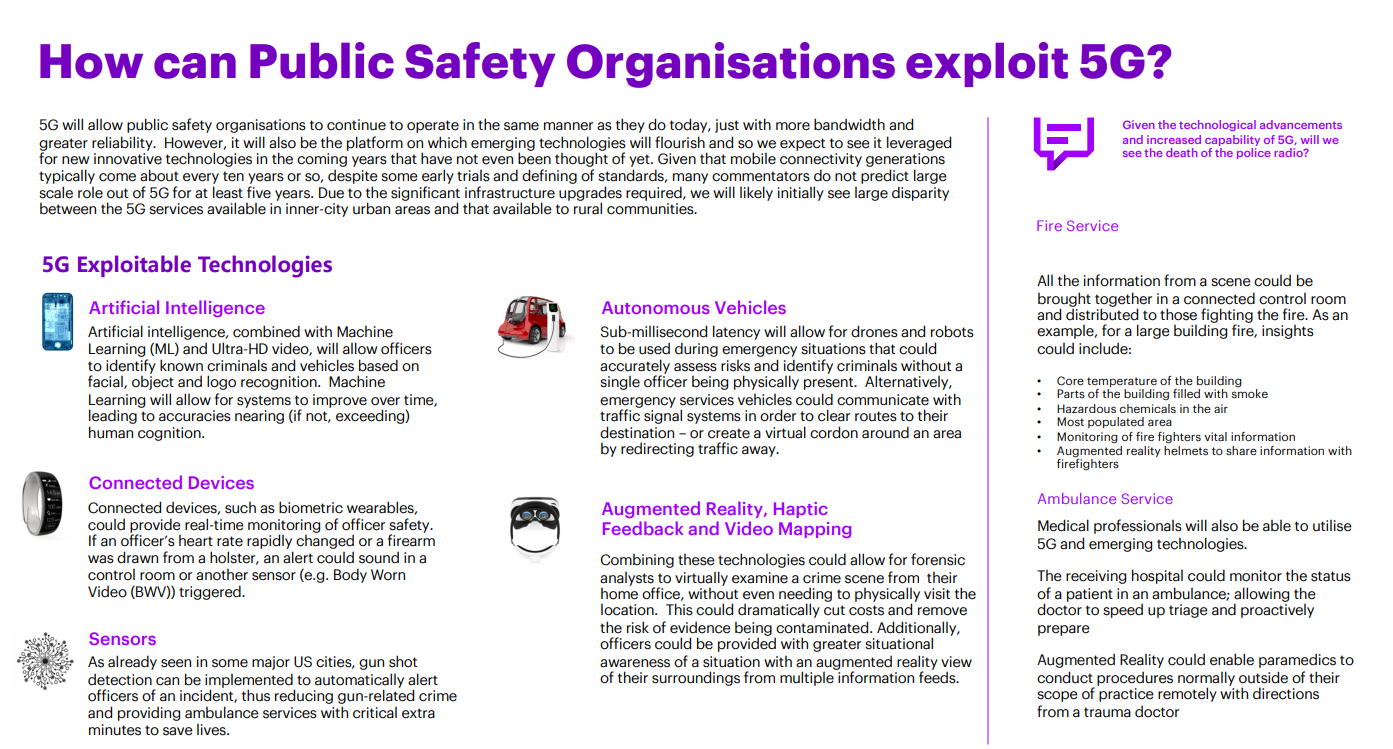 How can Public Safety Organisations exploit 5G?
5G will allow public safety organisations to continue to operate in the same manner as they do today, just with more bandwidth and
greater reliability. However, it will also be the platform on which emerging technologies will flourish and so we expect to see it leveraged
for new innovative technologies in the coming years that have not even been thought of yet. Given that mobile connectivity generations
typically come about every ten years or so, despite some early trials and defining of standards, many commentators do not predict large
scale role out of 5G for at least five years. Due to the significant infrastructure upgrades required, we will likely initially see large disparity
between the 5G services available in inner-city urban areas and that available to rural communities.
5G Exploitable Technologies
Artificial Intelligence
Artificial intelligence, combined with Machine
Learning (ML) and Ultra-HD video, will allow officers
to identify known criminals and vehicles based on
facial, object and logo recognition. Machine
Learning will allow for systems to improve over time,
leading to accuracies nearing (if not, exceeding)
human cognition.
Connected Devices
Connected devices, such as biometric wearables,
could provide real-time monitoring of officer safety.
If an officer's heart rate rapidly changed or a firearm
was drawn from a holster, an alert could sound in a
control room or another sensor (e.g. Body Worn
Video (BWV)) triggered.
Sensors
As already seen in some major US cities, gun shot
detection can be implemented to automatically alert
officers of an incident, thus reducing gun-related crime
and providing ambulance services with critical extra
minutes to save lives.
Autonomous Vehicles
Sub-millisecond latency will allow for drones and robots
to be used during emergency situations that could
accurately assess risks and identify criminals without a
single officer being physically present. Alternatively,
emergency services vehicles could communicate with
traffic signal systems in order to clear routes to their
destination – or create a virtual cordon around an area
by redirecting traffic away.
Augmented Reality, Haptic
Feedback and Video Mapping
Combining these technologies could allow for forensic
analysts to virtually examine a crime scene from their
home office, without even needing to physically visit the
location. This could dramatically cut costs and remove
the risk of evidence being contaminated. Additionally,
officers could be provided with greater situational
awareness of a situation with an augmented reality view
of their surroundings from multiple information feeds.
Given the technological advancements
and increased capability of 5G, will we
see the death of the police radio?
Fire Service
All the information from a scene could be
brought together in a connected control room
and distributed to those fighting the fire. As an
example, for a large building fire, insights
could include:
• Core temperature of the building
• Parts of the building filled with smoke
• Hazardous chemicals in the air
• Most populated area
• Monitoring of fire fighters vital information
• Augmented reality helmets to share information with
firefighters
Ambulance Service
Medical professionals will also be able to utilise
5G and emerging technologies.
The receiving hospital could monitor the status
of a patient in an ambulance; allowing the
doctor to speed up triage and proactively
prepare
Augmented Reality could enable paramedics to
conduct procedures normally outside of their
scope of practice remotely with directions
from a trauma doctor